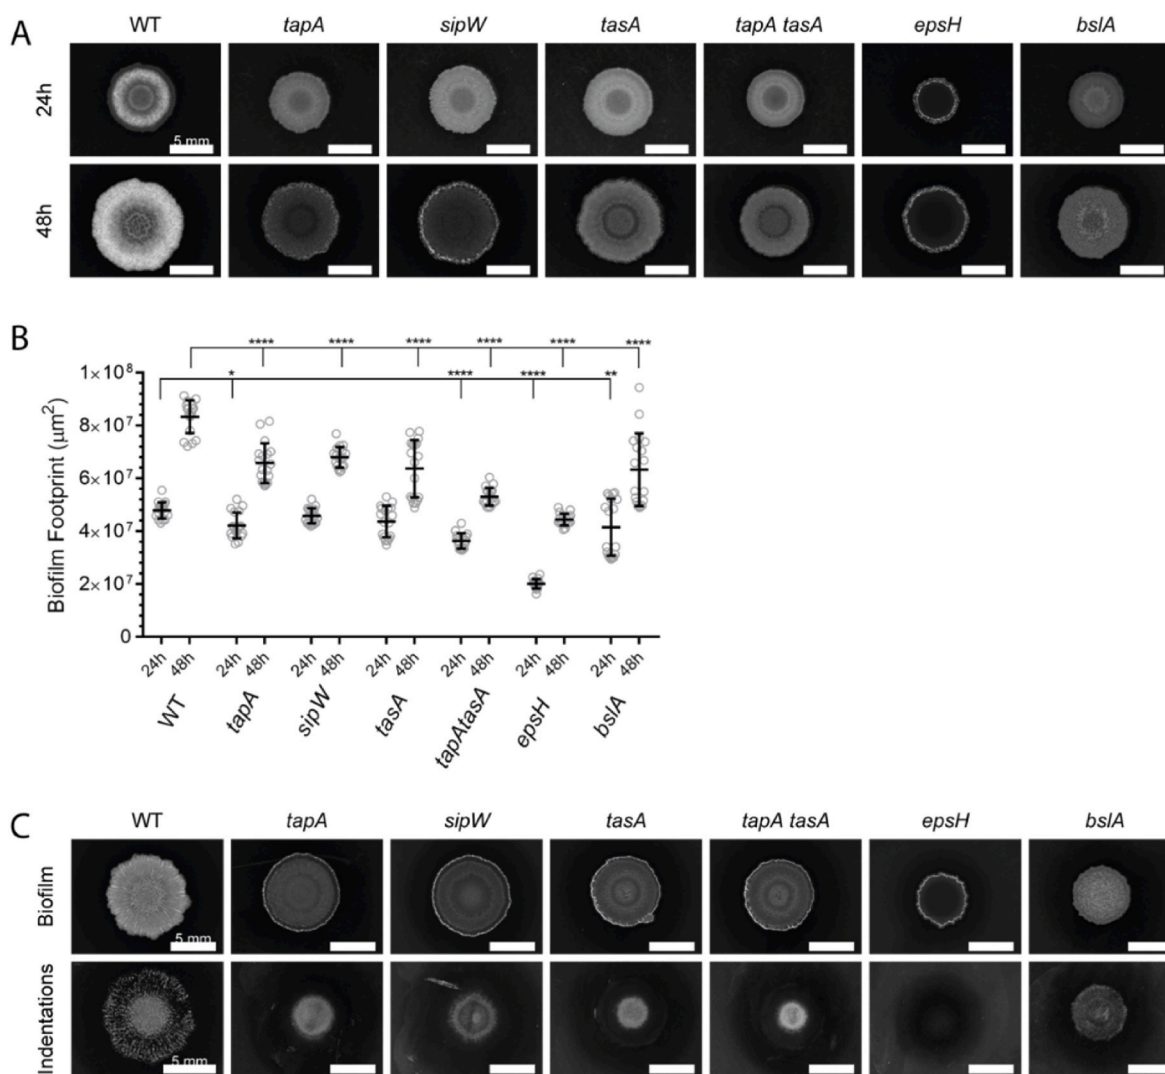 A
WT tapA sipW tasA tapA tasA epsH bslA
24h
5 mm
48h
B
**** **** **** **** **** ****
* **** **** **
1×10⁸
8×10⁷
6×10⁷
4×10⁷
2×10⁷
0
Biofilm Footprint (μm²)
24h 48h 24h 48h 24h 48h 24h 48h 24h 48h 24h 48h 24h 48h
WT tapA sipW tasA tapAtasA epsH bslA
C
WT tapA sipW tasA tapA tasA epsH bslA
Biofilm
5 mm
Indentations
5 mm